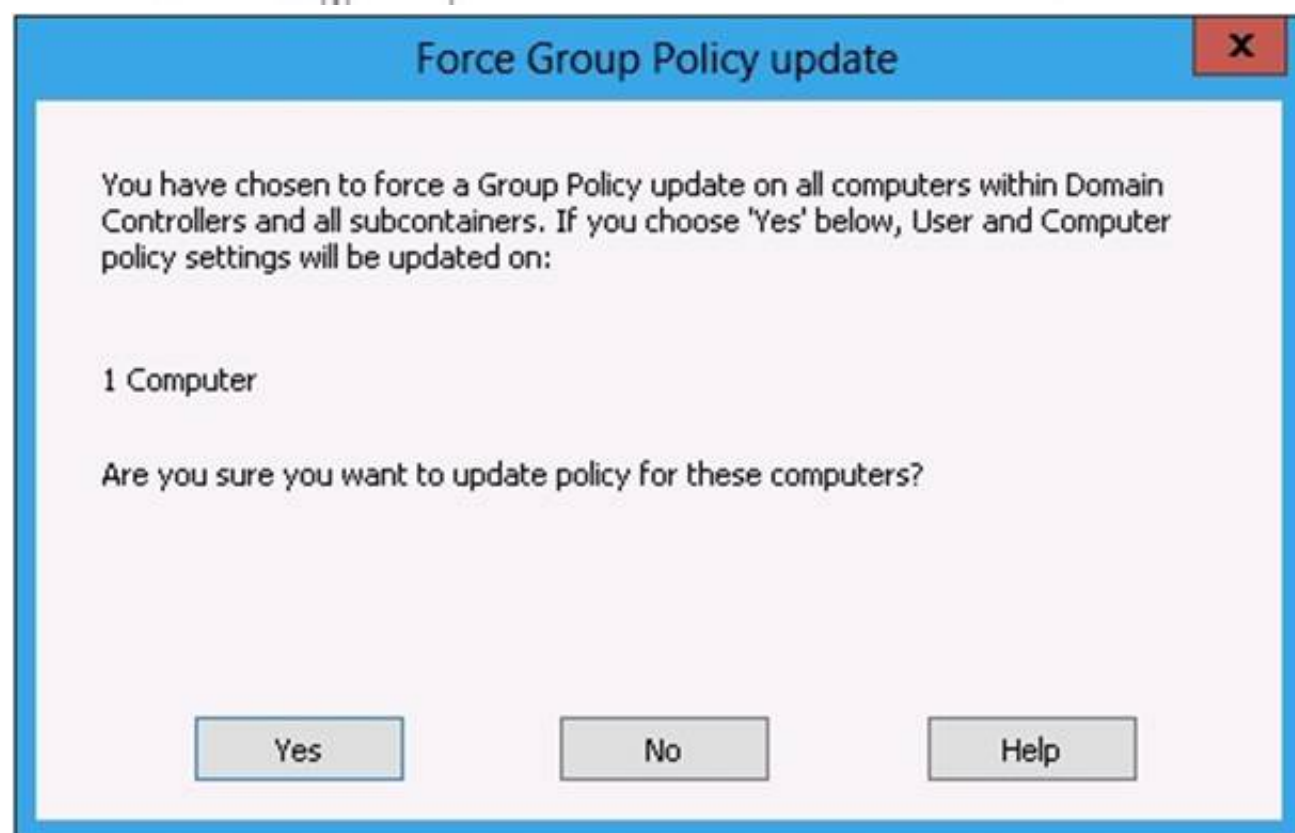 Force Group Policy update
x
You have chosen to force a Group Policy update on all computers within Domain
Controllers and all subcontainers. If you choose 'Yes' below, User and Computer
policy settings will be updated on:
1 Computer
Are you sure you want to update policy for these computers?
Yes No Help